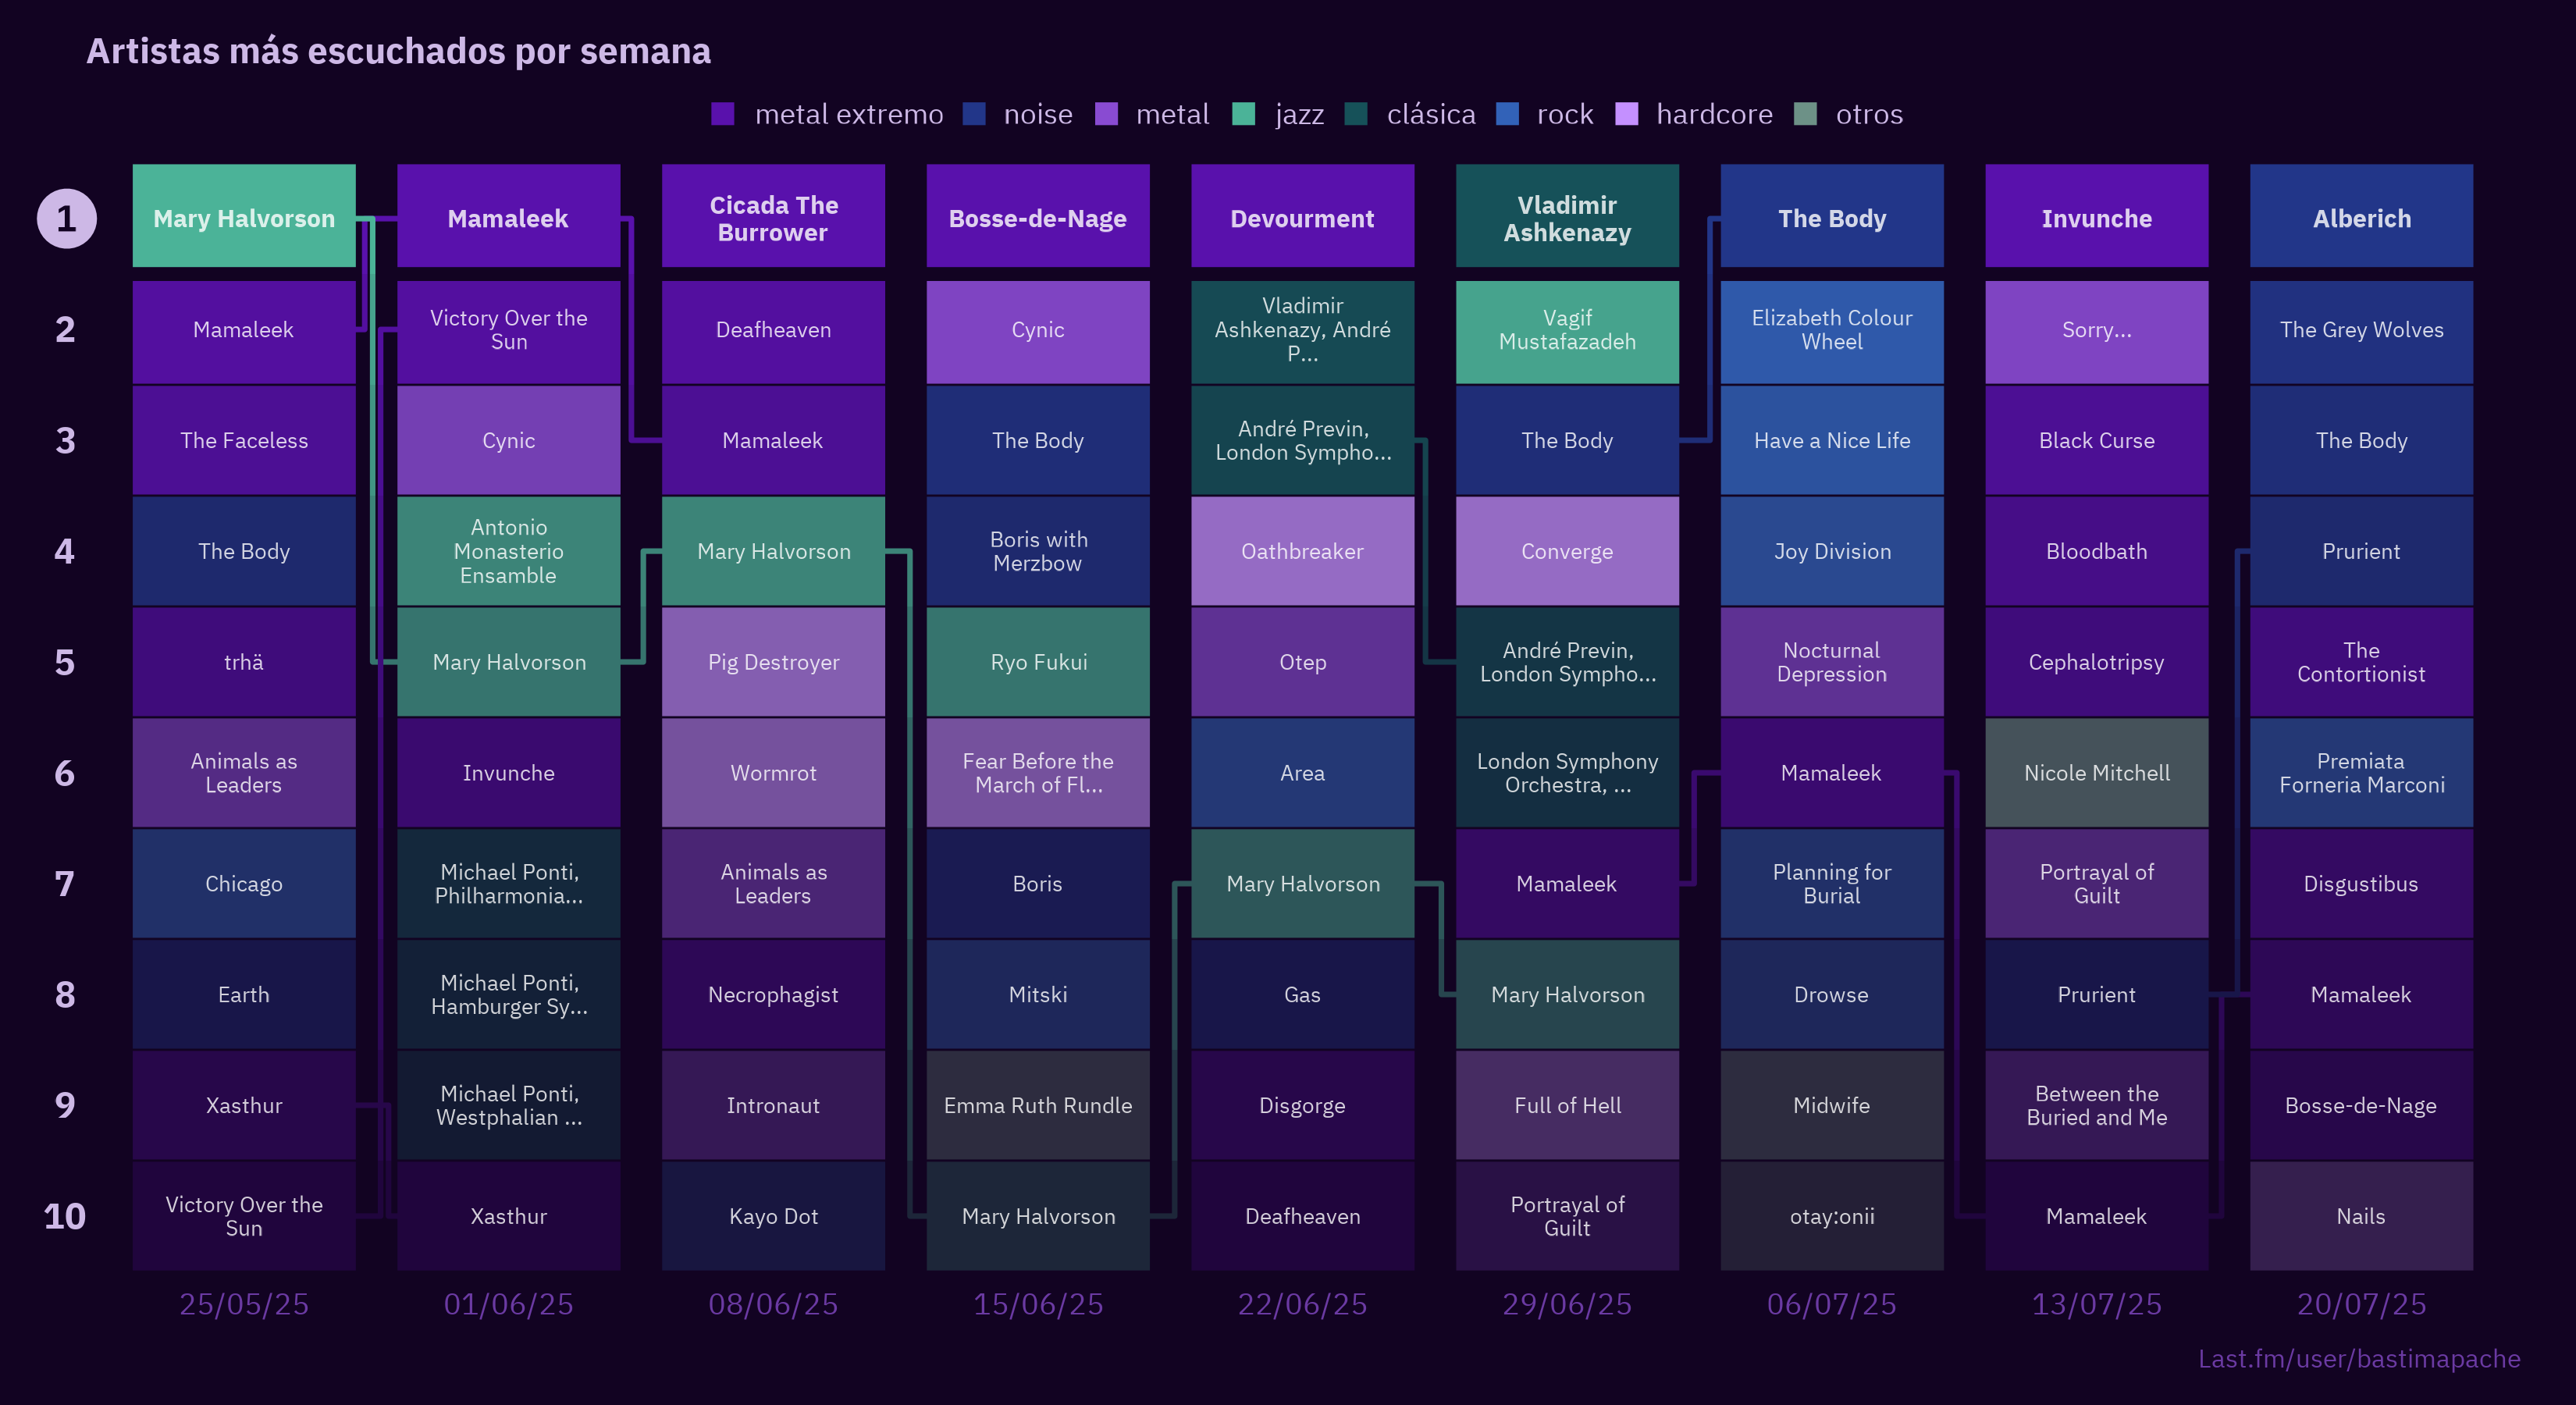 Artistas más escuchados por semana
metal extremo noise metal jazz clásica rock hardcore otros
1
Mary Halvorson
Mamaleek
Cicada The
Burrower
Bosse-de-Nage
Devourment
Vladimir
Ashkenazy
The Body
Invunche
Alberich
2
Mamaleek
Victory Over the
Sun
Deafheaven
Cynic
Vladimir
Ashkenazy, André
P...
Vagif
Mustafazadeh
Elizabeth Colour
Wheel
Sorry...
The Grey Wolves
3
The Faceless
Cynic
Mamaleek
The Body
André Previn,
London Sympho...
The Body
Have a Nice Life
Black Curse
The Body
4
The Body
Antonio
Monasterio
Ensamble
Mary Halvorson
Boris with
Merzbow
Oathbreaker
Converge
Joy Division
Bloodbath
Prurient
5
trhä
Mary Halvorson
Pig Destroyer
Ryo Fukui
Otep
André Previn,
London Sympho...
Nocturnal
Depression
Cephalotripsy
The
Contortionist
6
Animals as
Leaders
Invunche
Wormrot
Fear Before the
March of Fl...
Area
London Symphony
Orchestra, ...
Mamaleek
Nicole Mitchell
Premiata
Forneria Marconi
7
Chicago
Michael Ponti,
Philharmonia...
Animals as
Leaders
Boris
Mary Halvorson
Mamaleek
Planning for
Burial
Portrayal of
Guilt
Disgustibus
8
Earth
Michael Ponti,
Hamburger Sy...
Necrophagist
Mitski
Gas
Mary Halvorson
Drowse
Prurient
Mamaleek
9
Xasthur
Michael Ponti,
Westphalian ...
Intronaut
Emma Ruth Rundle
Disgorge
Full of Hell
Midwife
Between the
Buried and Me
Bosse-de-Nage
10
Victory Over the
Sun
Xasthur
Kayo Dot
Mary Halvorson
Deafheaven
Portrayal of
Guilt
otay:onii
Mamaleek
Nails
25/05/25 01/06/25 08/06/25 15/06/25 22/06/25 29/06/25 06/07/25 13/07/25 20/07/25
Last.fm/user/bastimapache